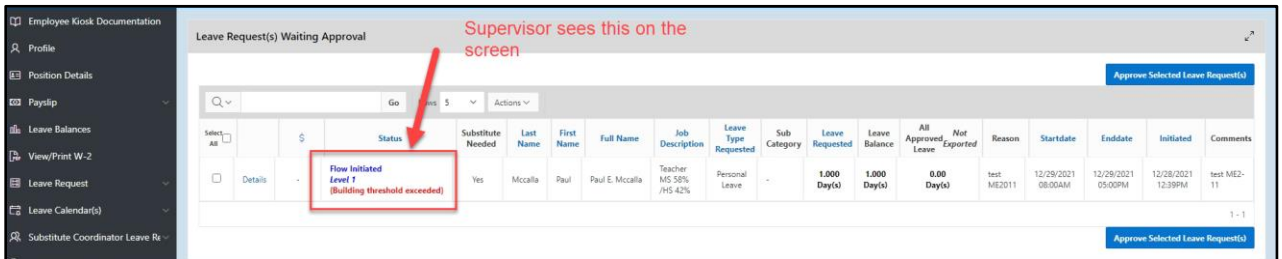 Employee Kiosk Documentation
Profile
Position Details
Payslip
Leave Balances
View/Print W-2
Leave Request
Leave Calendar(s)
Substitute Coordinator Leave Re
Leave Request(s) Waiting Approval
Supervisor sees this on the
screen
Approve Selected Leave Request(s)
Go 5 Actions
Select All $ Status Substitute Needed Last Name First Name Full Name Job Description Leave Type Requested Sub Category Leave Requested Leave Balance All Approved Leave Not Exported Reason Startdate Enddate Initiated Comments
Details - Flow Initiated Level 1 (Building threshold exceeded) Yes Mccalla Paul Paul E. Mccalla Teacher MS 58% /HS 42% Personal Leave - 1.000 Day(s) 1.000 Day(s) 0.00 Day(s) test ME2011 12/29/2021 08:00AM 12/29/2021 05:00PM 12/28/2021 12:39PM test ME2-11
1 - 1
Approve Selected Leave Request(s)